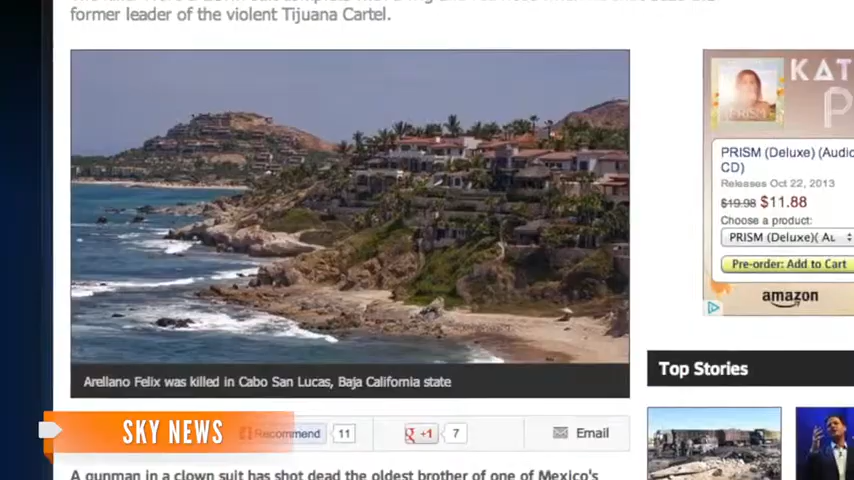 former leader of the violent Tijuana Cartel.
Arellano Felix was killed in Cabo San Lucas, Baja California state
SKY NEWS
Recommend 11
g +1 7
Email
A gunman in a clown suit has shot dead the oldest brother of one of Mexico's
KAT
P
PRISM
PRISM (Deluxe) (Audio
CD)
Releases Oct 22, 2013
$19.98 $11.88
Choose a product:
PRISM (Deluxe)( Au
Pre-order: Add to Cart
amazon
Top Stories